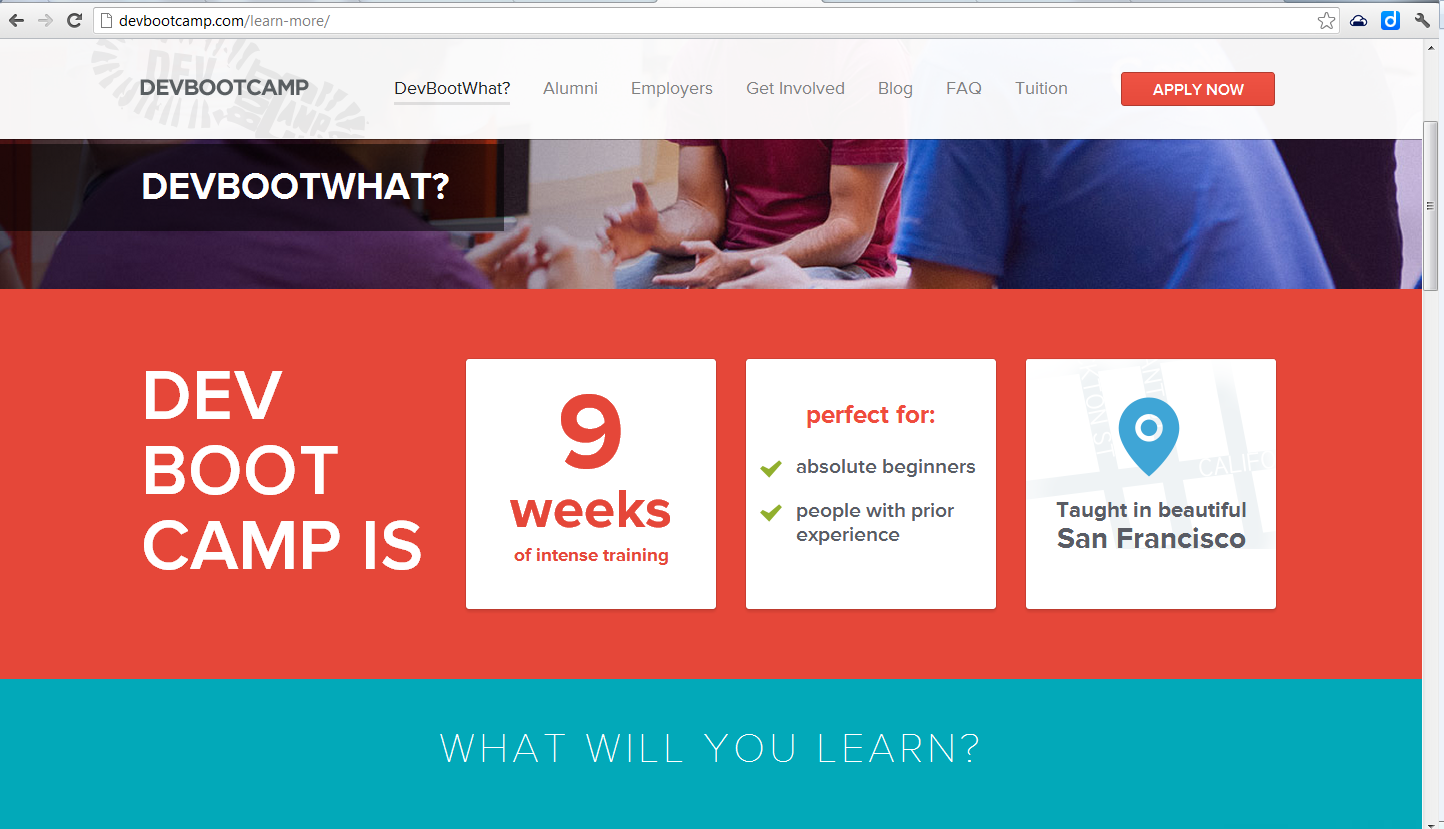 devbootcamp.com/learn-more/
DEV
CAMP
DEVBOOTCAMP
DevBootWhat?
Alumni
Employers
Get Involved
Blog
FAQ
Tuition
APPLY NOW
DEVBOOTWHAT?
DEV
BOOT
CAMP IS
9
weeks
of intense training
perfect for:
absolute beginners
people with prior
experience
CALIFO
Taught in beautiful
San Francisco
WHAT WILL YOU LEARN?